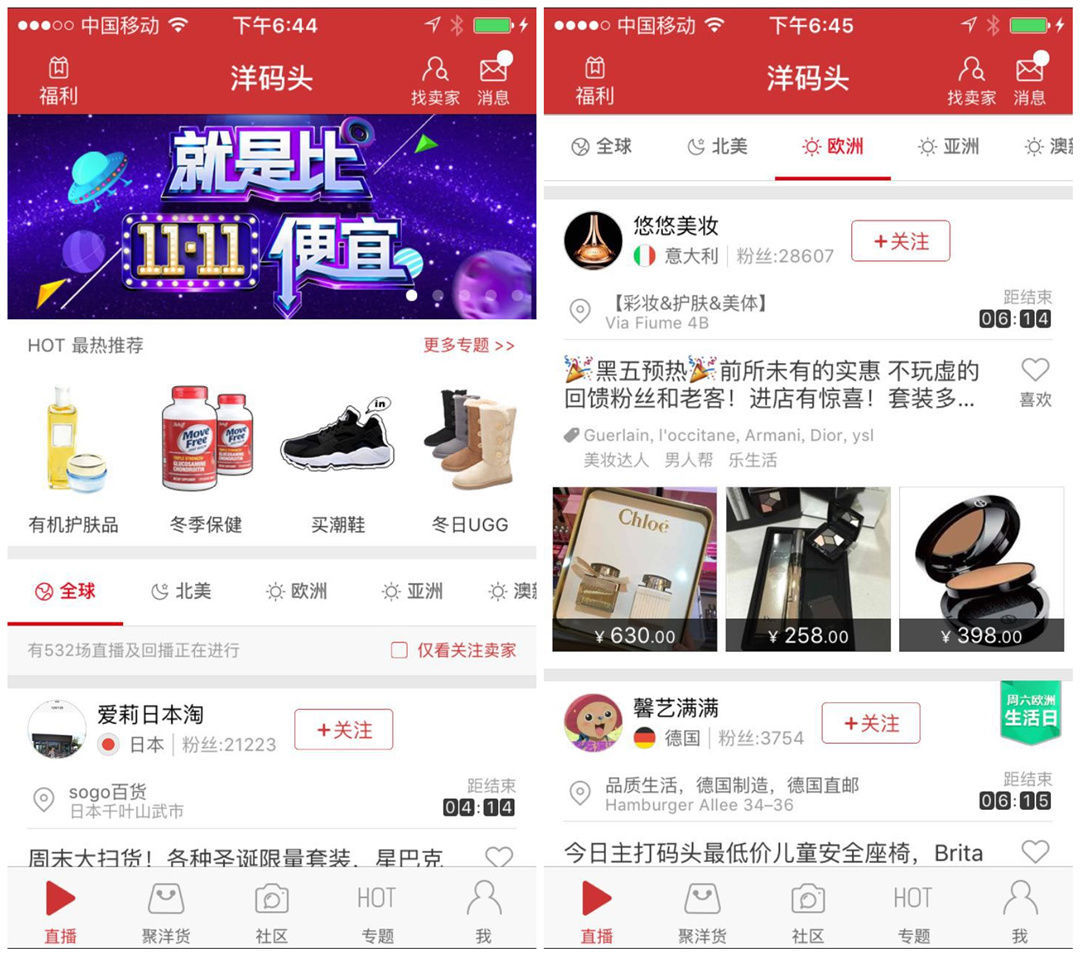 中国移动
下午6:44
福利
洋码头
找卖家
消息
就是比
11·11
便宜
HOT 最热推荐
更多专题 >>
Move Free
GLUCOSAMINE
CHONDROITIN
Move Free
GLUCOSAMINE
CHONDROITIN
in
有机护肤品
冬季保健
买潮鞋
冬日UGG
全球
北美
欧洲
亚洲
澳新
有532场直播及回播正在进行
仅看关注卖家
爱莉日本淘
+关注
日本
粉丝:21223
sogo百货
日本千叶山武市
距结束
04:14
周末大扫货！各种圣诞限量套装，星巴克
直播
聚洋货
社区
HOT
专题
我
中国移动
下午6:45
福利
洋码头
找卖家
消息
全球
北美
欧洲
亚洲
澳新
悠悠美妆
+关注
意大利
粉丝:28607
【彩妆&护肤&美体】
Via Fiume 4B
距结束
06:14
🎉黑五预热🎉前所未有的实惠 不玩虚的
回馈粉丝和老客！进店有惊喜！套装多...
喜欢
Guerlain, l'occitane, Armani, Dior, ysl
美妆达人 男人帮 乐生活
Chloé
¥ 630.00
¥ 258.00
¥ 398.00
馨艺满满
+关注
德国
粉丝:3754
周六欧洲
生活日
品质生活，德国制造，德国直邮
Hamburger Allee 34–36
距结束
06:15
今日主打码头最低价儿童安全座椅，Brita
直播
聚洋货
社区
HOT
专题
我